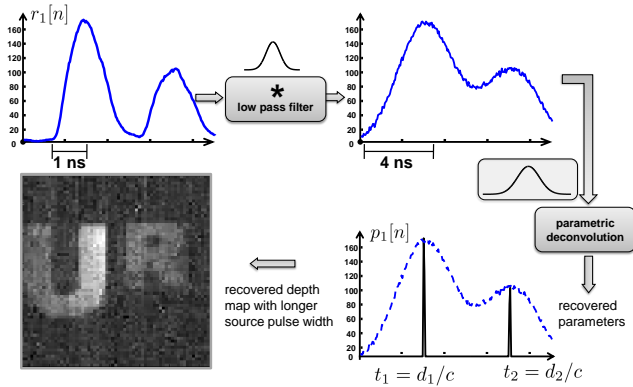 r₁[n]
160
140
120
100
80
60
40
20
0
1 ns
*
low pass filter
160
140
120
100
80
60
40
20
0
4 ns
parametric
deconvolution
recovered
parameters
p₁[n]
160
140
120
100
80
60
40
20
0
t₁ = d₁/c
t₂ = d₂/c
recovered depth
map with longer
source pulse width
UR